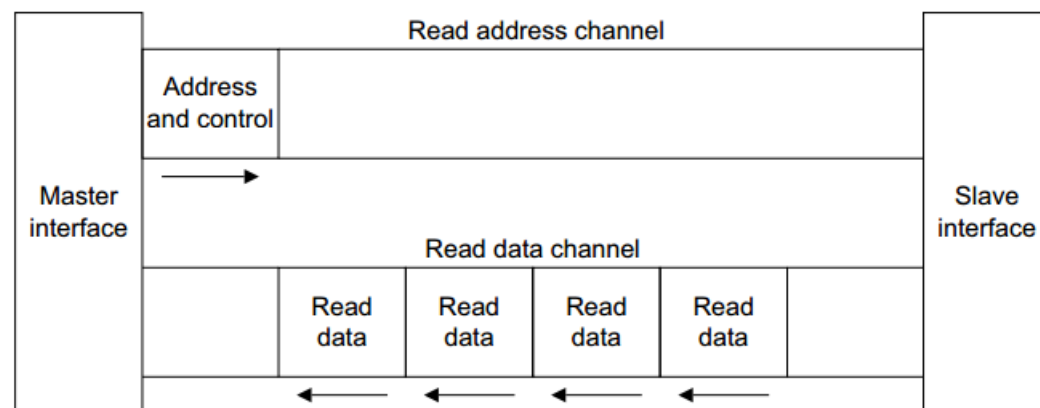 Read address channel
Address
and control
Master
interface
Slave
interface
Read data channel
Read
data
Read
data
Read
data
Read
data